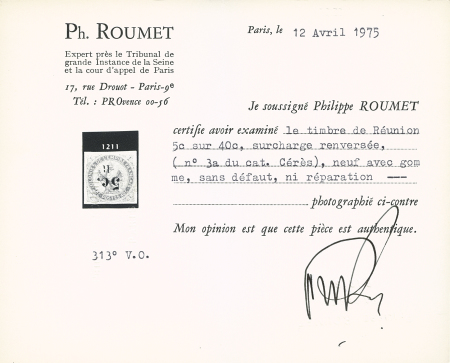 Ph. ROUMET
Expert près le Tribunal de
grande Instance de la Seine
et la cour d'appel de Paris
17, rue Drouot - Paris-9e
Tél. : PROvence 00-56
Paris, le 12 Avril 1975
Je soussigné Philippe ROUMET
certifie avoir examiné le timbre de Réunion
5c sur 40c, surcharge renversée,
( n° 3a du cat. Cérès), neuf avec gom
me, sans défaut, ni réparation ---
photographié ci-contre
Mon opinion est que cette pièce est authentique.
1211
5c.
313° V.O.